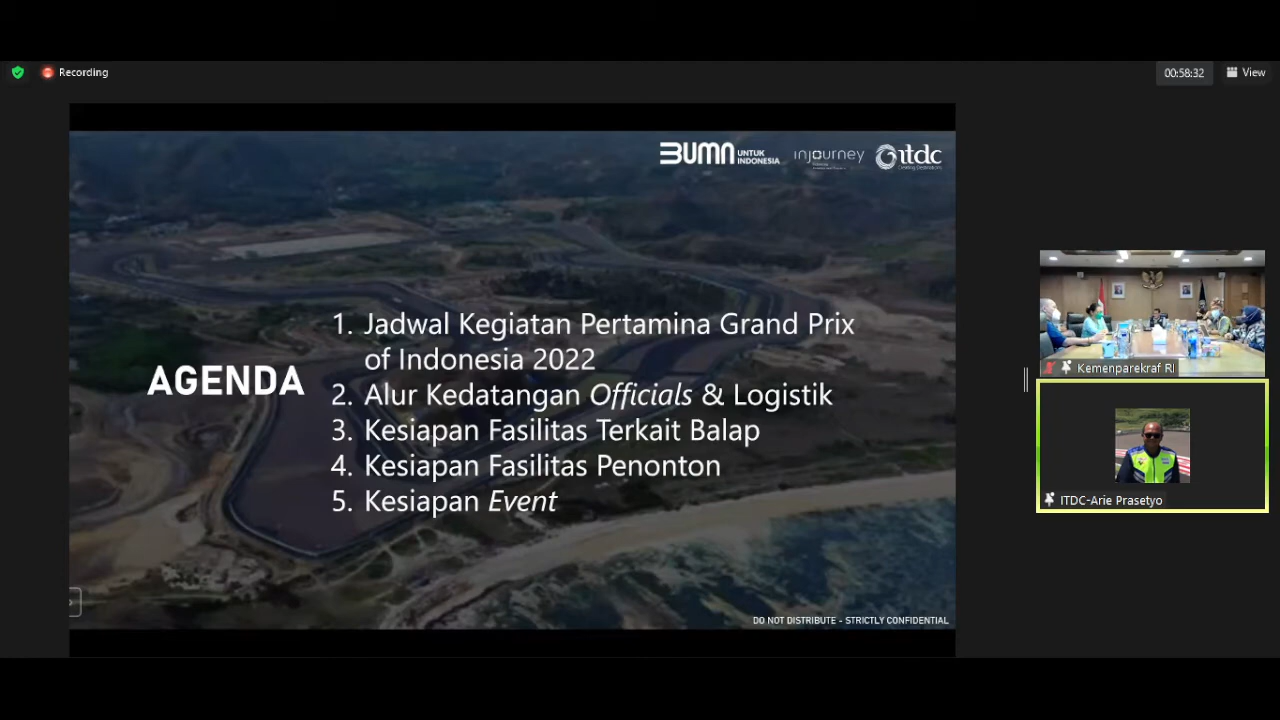 Recording
00:58:32
View
BUMN UNTUK INDONESIA
injourney
itdc
AGENDA
1. Jadwal Kegiatan Pertamina Grand Prix
of Indonesia 2022
2. Alur Kedatangan Officials & Logistik
3. Kesiapan Fasilitas Terkait Balap
4. Kesiapan Fasilitas Penonton
5. Kesiapan Event
Kemenparekraf RI
ITDC-Arie Prasetyo
DO NOT DISTRIBUTE - STRICTLY CONFIDENTIAL